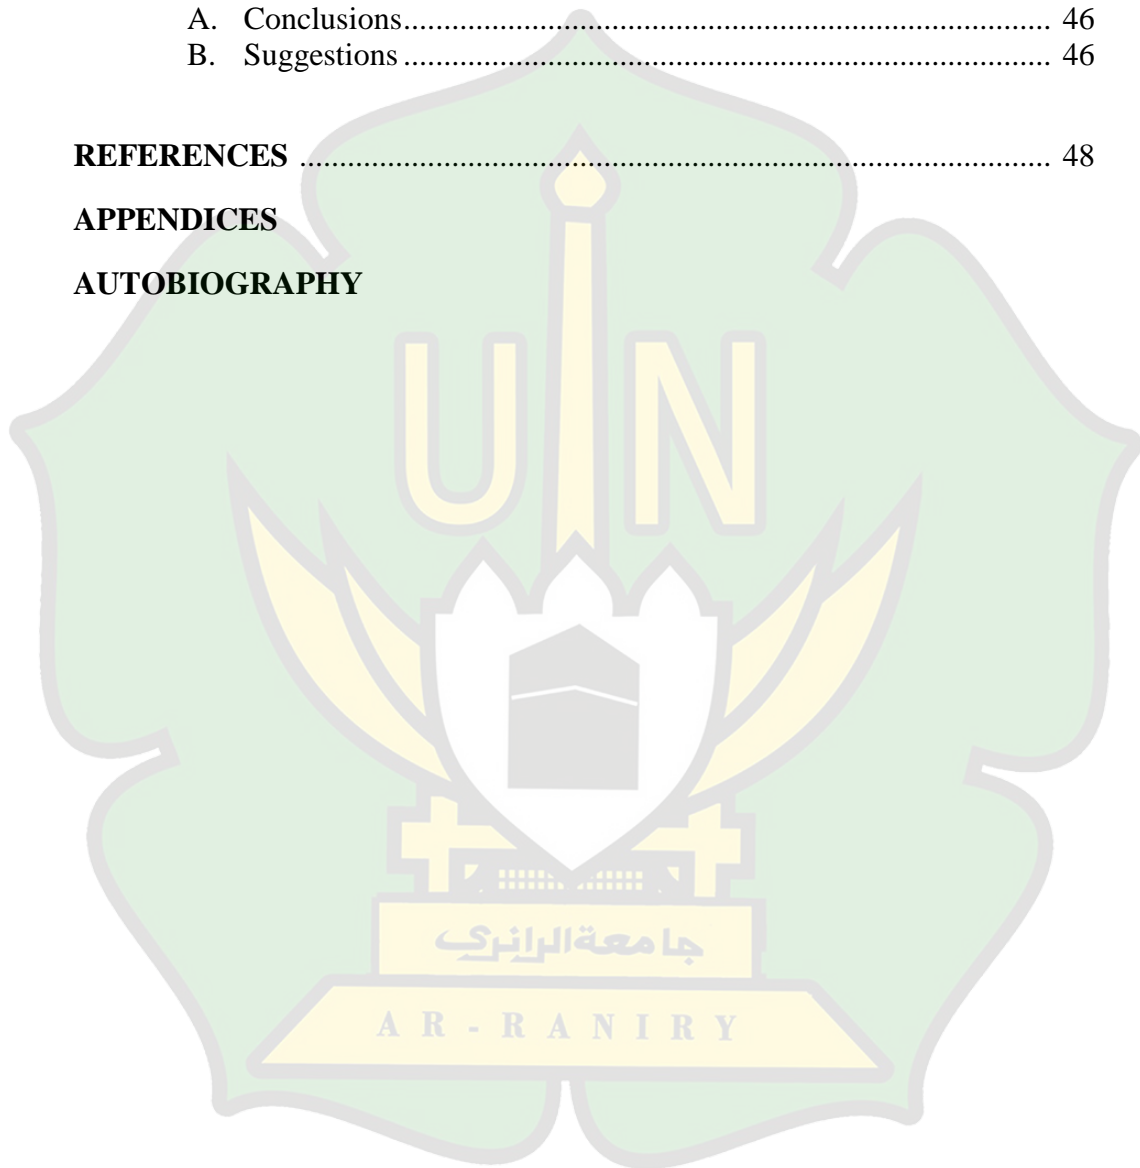 A. Conclusions.......................................................................... 46
B. Suggestions .......................................................................... 46
REFERENCES ..................................................................................... 48
APPENDICES
AUTOBIOGRAPHY
UIN
جامعة الرانري
AR-RANIRY